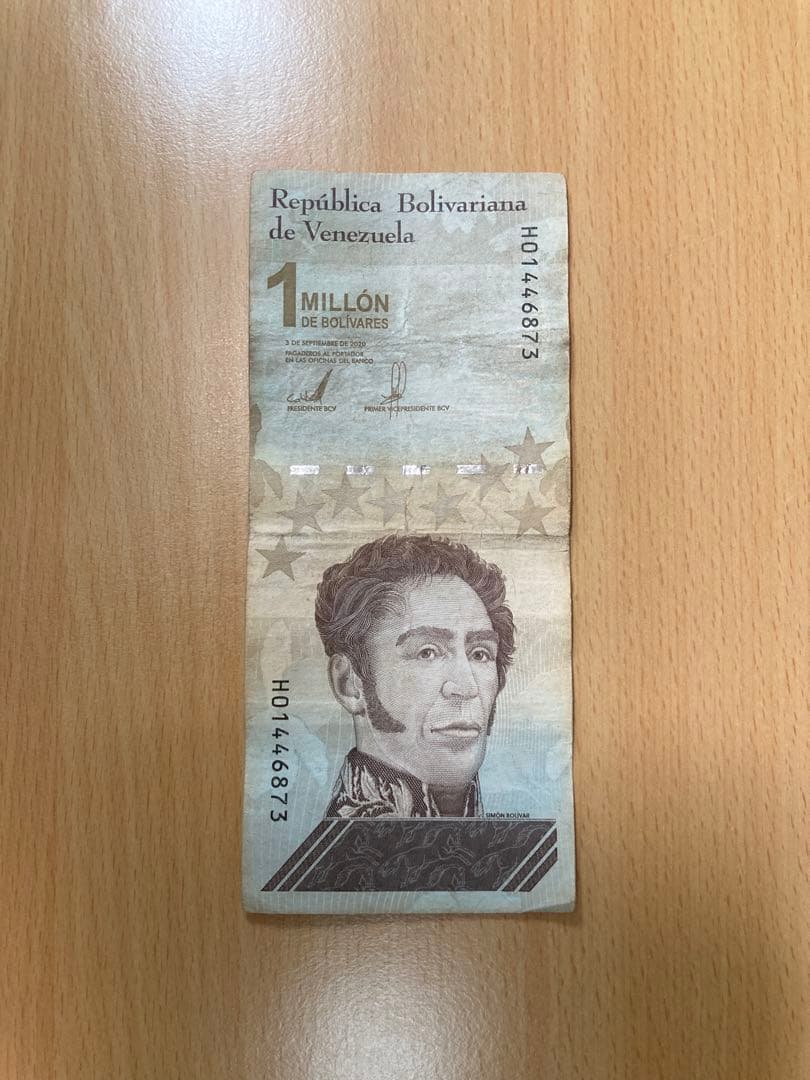 República Bolivariana
de Venezuela
H01446873
1 MILLÓN
DE BOLÍVARES
3 DE SEPTIEMBRE DE 2020
PAGADEROS AL PORTADOR
EN LAS OFICINAS DEL BANCO
PRESIDENTE BCV PRIMER VICEPRESIDENTE BCV
H01446873
SIMÓN BOLÍVAR